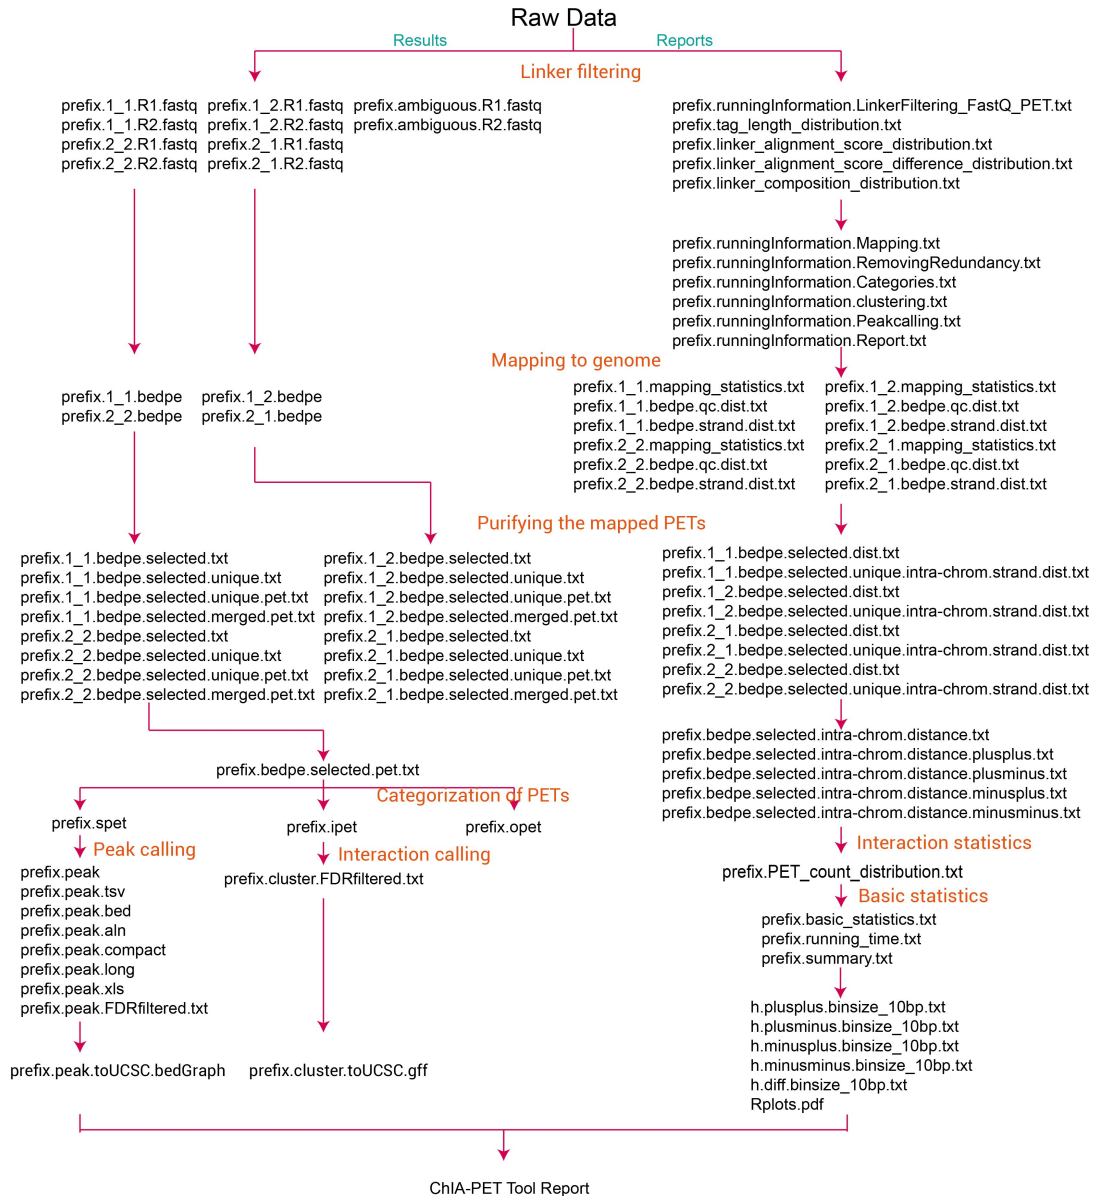 Raw Data
Results
Reports
Linker filtering
prefix.1_1.R1.fastq prefix.1_2.R1.fastq prefix.ambiguous.R1.fastq
prefix.1_1.R2.fastq prefix.1_2.R2.fastq prefix.ambiguous.R2.fastq
prefix.2_2.R1.fastq prefix.2_1.R1.fastq
prefix.2_2.R2.fastq prefix.2_1.R2.fastq
prefix.runningInformation.LinkerFiltering_FastQ_PET.txt
prefix.tag_length_distribution.txt
prefix.linker_alignment_score_distribution.txt
prefix.linker_alignment_score_difference_distribution.txt
prefix.linker_composition_distribution.txt
prefix.runningInformation.Mapping.txt
prefix.runningInformation.RemovingRedundancy.txt
prefix.runningInformation.Categories.txt
prefix.runningInformation.clustering.txt
prefix.runningInformation.Peakcalling.txt
prefix.runningInformation.Report.txt
Mapping to genome
prefix.1_1.bedpe prefix.1_2.bedpe
prefix.2_2.bedpe prefix.2_1.bedpe
prefix.1_1.mapping_statistics.txt prefix.1_2.mapping_statistics.txt
prefix.1_1.bedpe.qc.dist.txt prefix.1_2.bedpe.qc.dist.txt
prefix.1_1.bedpe.strand.dist.txt prefix.1_2.bedpe.strand.dist.txt
prefix.2_2.mapping_statistics.txt prefix.2_1.mapping_statistics.txt
prefix.2_2.bedpe.qc.dist.txt prefix.2_1.bedpe.qc.dist.txt
prefix.2_2.bedpe.strand.dist.txt prefix.2_1.bedpe.strand.dist.txt
Purifying the mapped PETs
prefix.1_1.bedpe.selected.txt prefix.1_2.bedpe.selected.txt
prefix.1_1.bedpe.selected.unique.txt prefix.1_2.bedpe.selected.unique.txt
prefix.1_1.bedpe.selected.unique.pet.txt prefix.1_2.bedpe.selected.unique.pet.txt
prefix.1_1.bedpe.selected.merged.pet.txt prefix.1_2.bedpe.selected.merged.pet.txt
prefix.2_2.bedpe.selected.txt prefix.2_1.bedpe.selected.txt
prefix.2_2.bedpe.selected.unique.txt prefix.2_1.bedpe.selected.unique.txt
prefix.2_2.bedpe.selected.unique.pet.txt prefix.2_1.bedpe.selected.unique.pet.txt
prefix.2_2.bedpe.selected.merged.pet.txt prefix.2_1.bedpe.selected.merged.pet.txt
prefix.1_1.bedpe.selected.dist.txt
prefix.1_1.bedpe.selected.unique.intra-chrom.strand.dist.txt
prefix.1_2.bedpe.selected.dist.txt
prefix.1_2.bedpe.selected.unique.intra-chrom.strand.dist.txt
prefix.2_1.bedpe.selected.dist.txt
prefix.2_1.bedpe.selected.unique.intra-chrom.strand.dist.txt
prefix.2_2.bedpe.selected.dist.txt
prefix.2_2.bedpe.selected.unique.intra-chrom.strand.dist.txt
prefix.bedpe.selected.intra-chrom.distance.txt
prefix.bedpe.selected.intra-chrom.distance.plusplus.txt
prefix.bedpe.selected.intra-chrom.distance.plusminus.txt
prefix.bedpe.selected.intra-chrom.distance.minusplus.txt
prefix.bedpe.selected.intra-chrom.distance.minusminus.txt
prefix.bedpe.selected.pet.txt
Categorization of PETs
prefix.spet
prefix.ipet
prefix.opet
Peak calling
Interaction calling
prefix.peak
prefix.peak.tsv
prefix.peak.bed
prefix.peak.aln
prefix.peak.compact
prefix.peak.long
prefix.peak.xls
prefix.peak.FDRfiltered.txt
prefix.cluster.FDRfiltered.txt
Interaction statistics
prefix.PET_count_distribution.txt
Basic statistics
prefix.basic_statistics.txt
prefix.running_time.txt
prefix.summary.txt
h.plusplus.binsize_10bp.txt
h.plusminus.binsize_10bp.txt
h.minusplus.binsize_10bp.txt
h.minusminus.binsize_10bp.txt
h.diff.binsize_10bp.txt
Rplots.pdf
prefix.peak.toUCSC.bedGraph
prefix.cluster.toUCSC.gff
ChIA-PET Tool Report